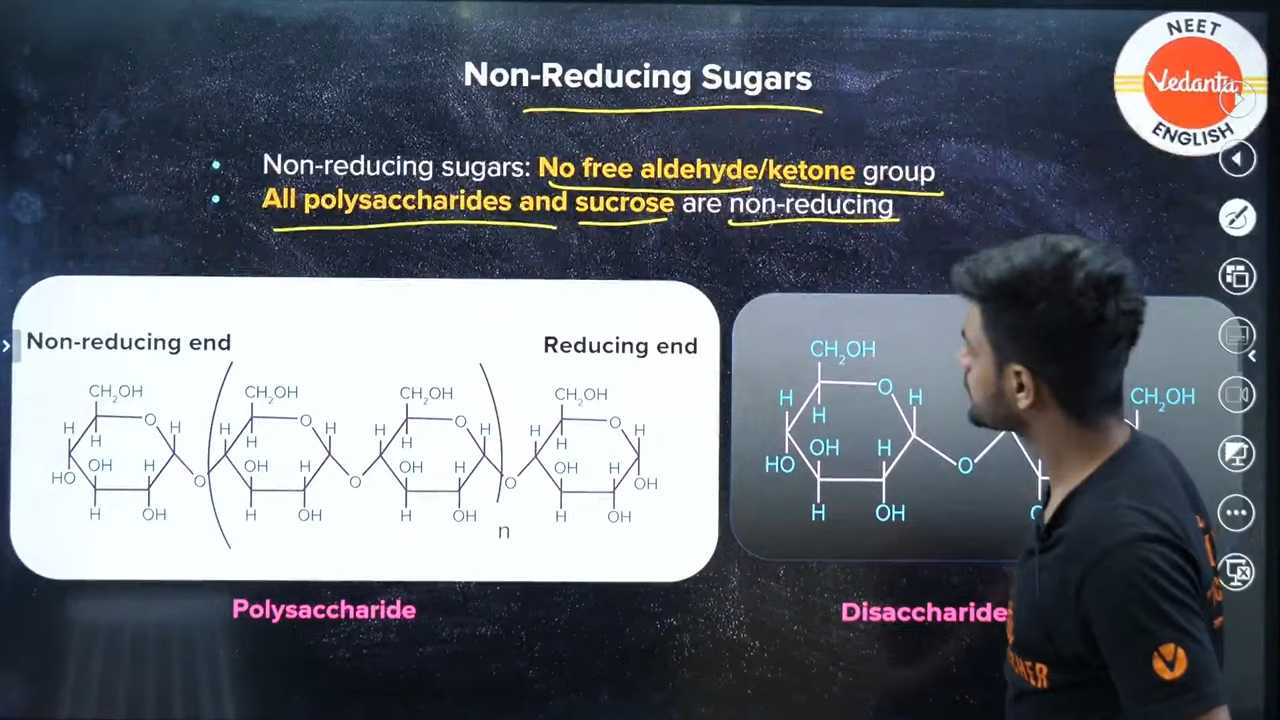 Non-Reducing Sugars
NEET
Vedantu
ENGLISH
• Non-reducing sugars: No free aldehyde/ketone group
• All polysaccharides and sucrose are non-reducing
Non-reducing end
Reducing end
CH₂OH CH₂OH CH₂OH CH₂OH
O O O O
H H H H H H H H
H H H H
OH H OH H OH H OH H
HO O O O OH
H OH H OH H OH H OH
n
Polysaccharide
CH₂OH
O
H H CH₂OH
H
OH H
HO O
H OH
Disaccharide
V